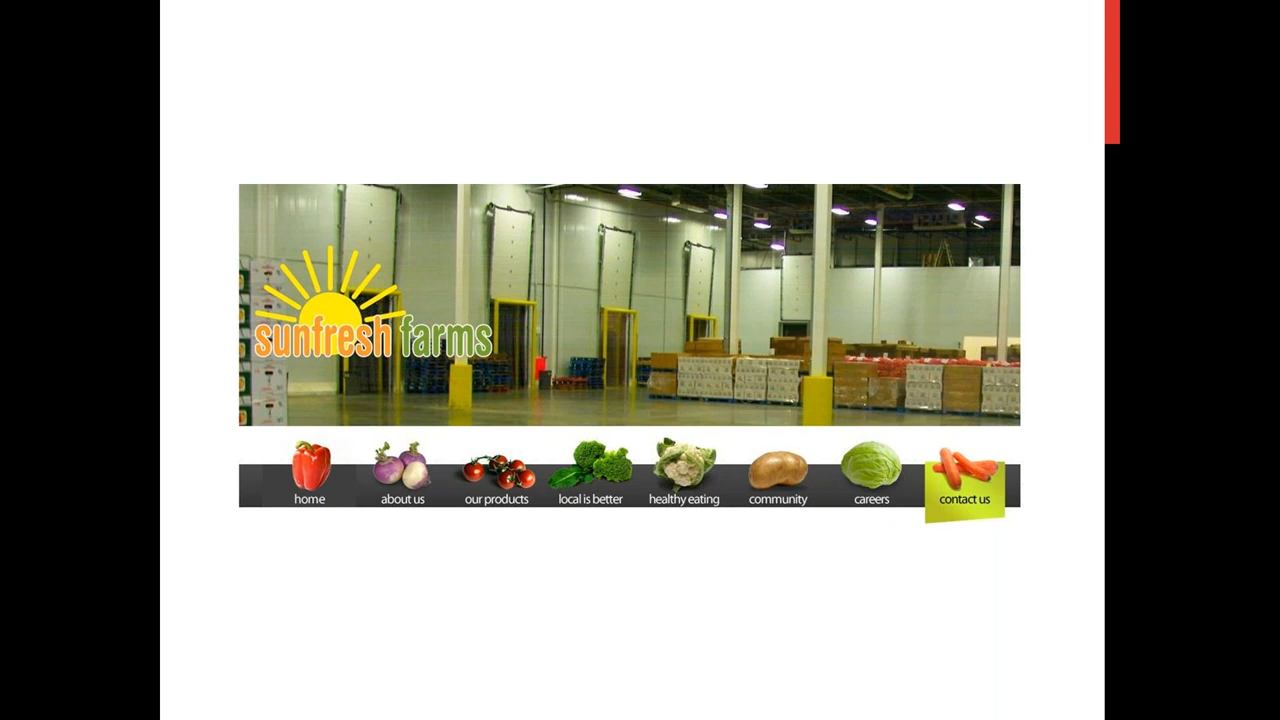 sunfresh farms
home about us our products local is better healthy eating community careers contact us